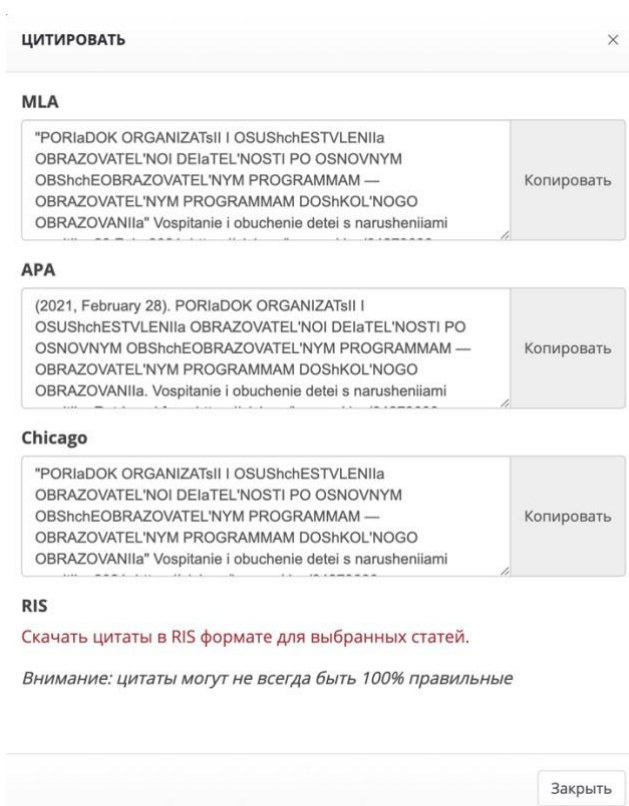 ЦИТИРОВАТЬ
MLA
"PORIaDOK ORGANIZATsII I OSUShchESTVLENIIa
OBRAZOVATEL'NOI DEIaTEL'NOSTI PO OSNOVNYM
OBShchEOBRAZOVATEL'NYM PROGRAMMAM —
OBRAZOVATEL'NYM PROGRAMMAM DOShKOL'NOGO
OBRAZOVANIIa" Vospitanie i obuchenie detei s narusheniiami
Копировать
APA
(2021, February 28). PORIaDOK ORGANIZATsII I
OSUShchESTVLENIIa OBRAZOVATEL'NOI DEIaTEL'NOSTI PO
OSNOVNYM OBShchEOBRAZOVATEL'NYM PROGRAMMAM —
OBRAZOVATEL'NYM PROGRAMMAM DOShKOL'NOGO
OBRAZOVANIIa. Vospitanie i obuchenie detei s narusheniiami
Копировать
Chicago
"PORIaDOK ORGANIZATsII I OSUShchESTVLENIIa
OBRAZOVATEL'NOI DEIaTEL'NOSTI PO OSNOVNYM
OBShchEOBRAZOVATEL'NYM PROGRAMMAM —
OBRAZOVATEL'NYM PROGRAMMAM DOShKOL'NOGO
OBRAZOVANIIa" Vospitanie i obuchenie detei s narusheniiami
Копировать
RIS
Скачать цитаты в RIS формате для выбранных статей.
Внимание: цитаты могут не всегда быть 100% правильные
Закрыть